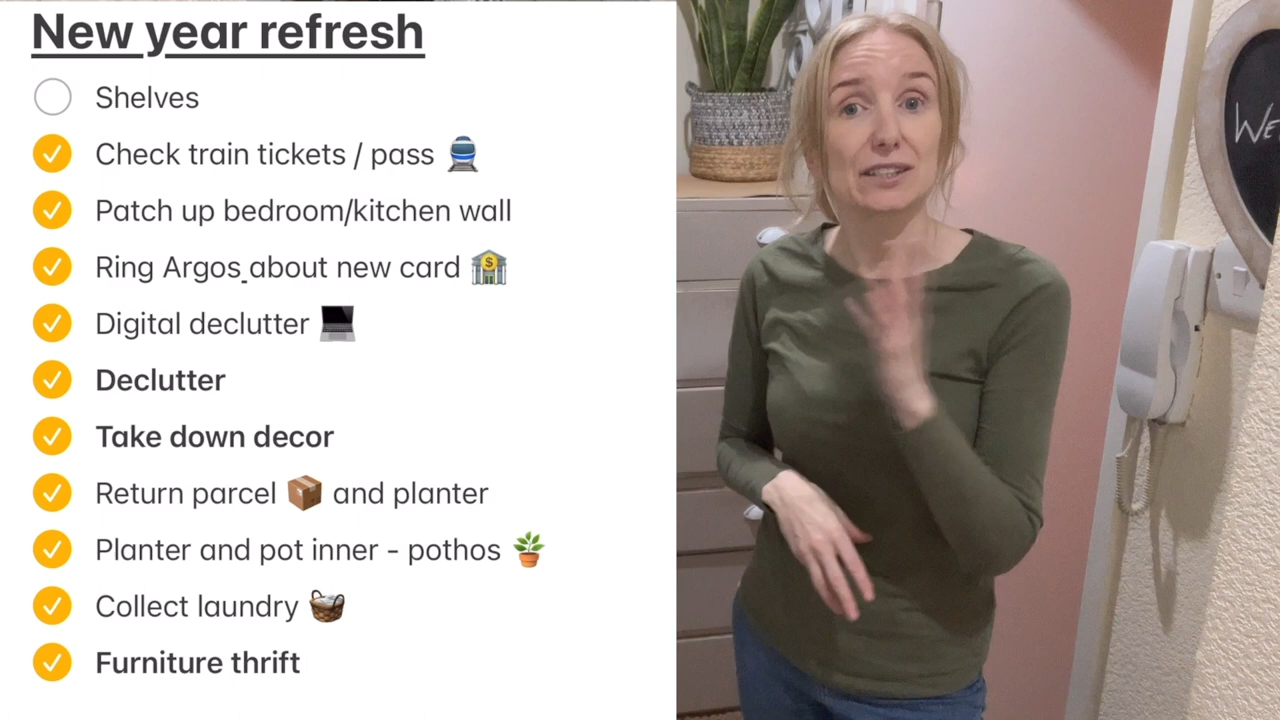 New year refresh
Shelves
Check train tickets / pass 🚊
Patch up bedroom/kitchen wall
Ring Argos about new card 🏦
Digital declutter 💻
Declutter
Take down decor
Return parcel 📦 and planter
Planter and pot inner - pothos 🪴
Collect laundry 🧺
Furniture thrift